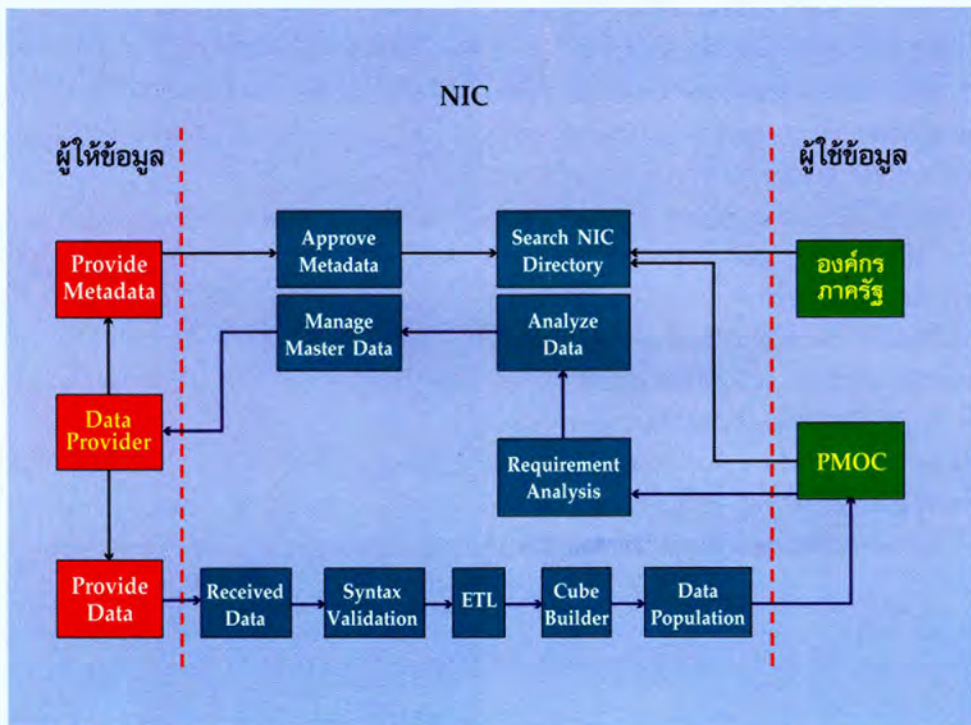 NIC
ผู้ให้ข้อมูล
ผู้ใช้ข้อมูล
Provide
Metadata
Approve
Metadata
Search NIC
Directory
องค์กร
ภาครัฐ
Manage
Master Data
Analyze
Data
Data
Provider
Requirement
Analysis
PMOC
Provide
Data
Received
Data
Syntax
Validation
ETL
Cube
Builder
Data
Population